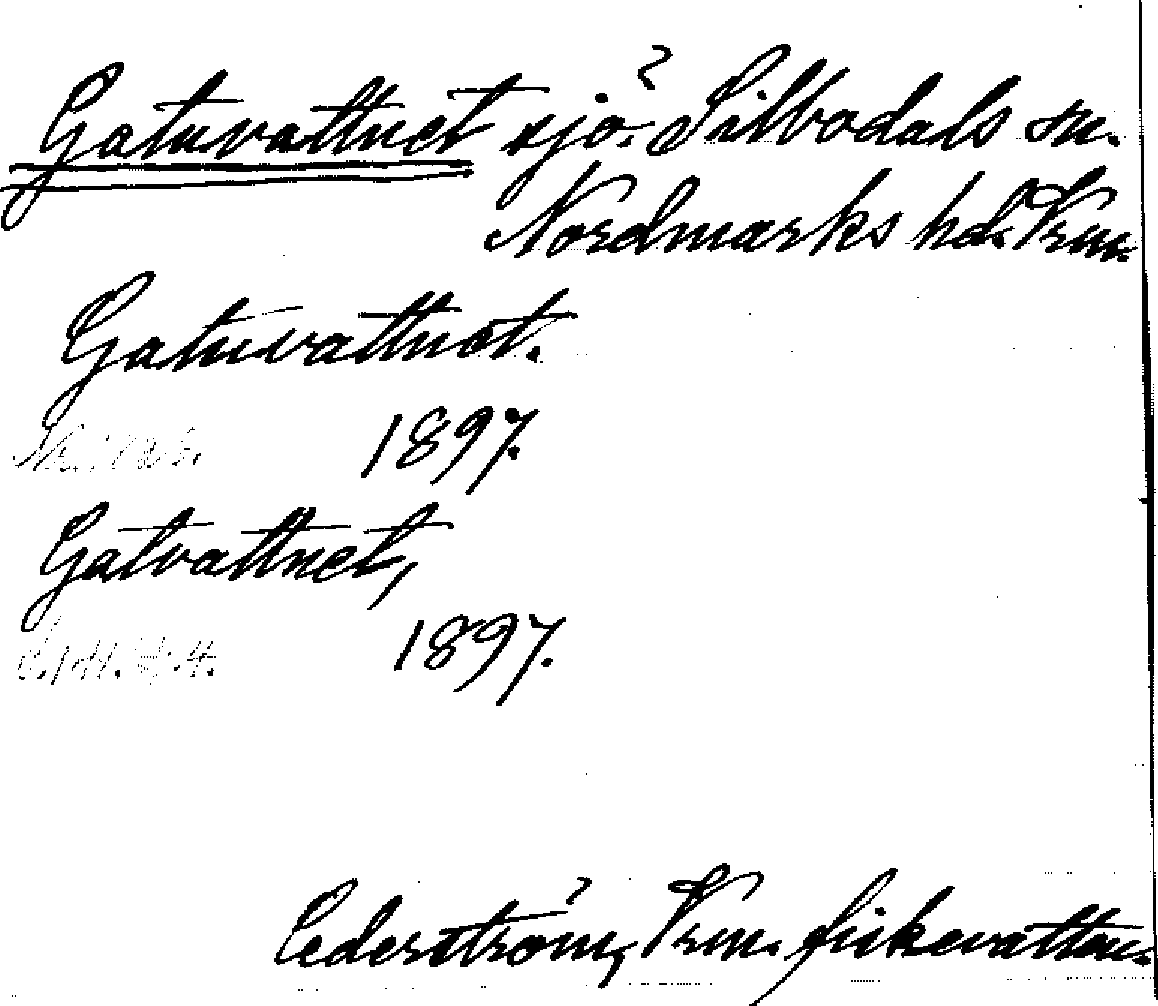 Gatuvattnet sjö. Silbodals sn.
Nordmarks hd. Vrm.
Gatuvattnet.
1897.
Gatvattnet,
1897.
Cederström, Vrm. fiskevatten.